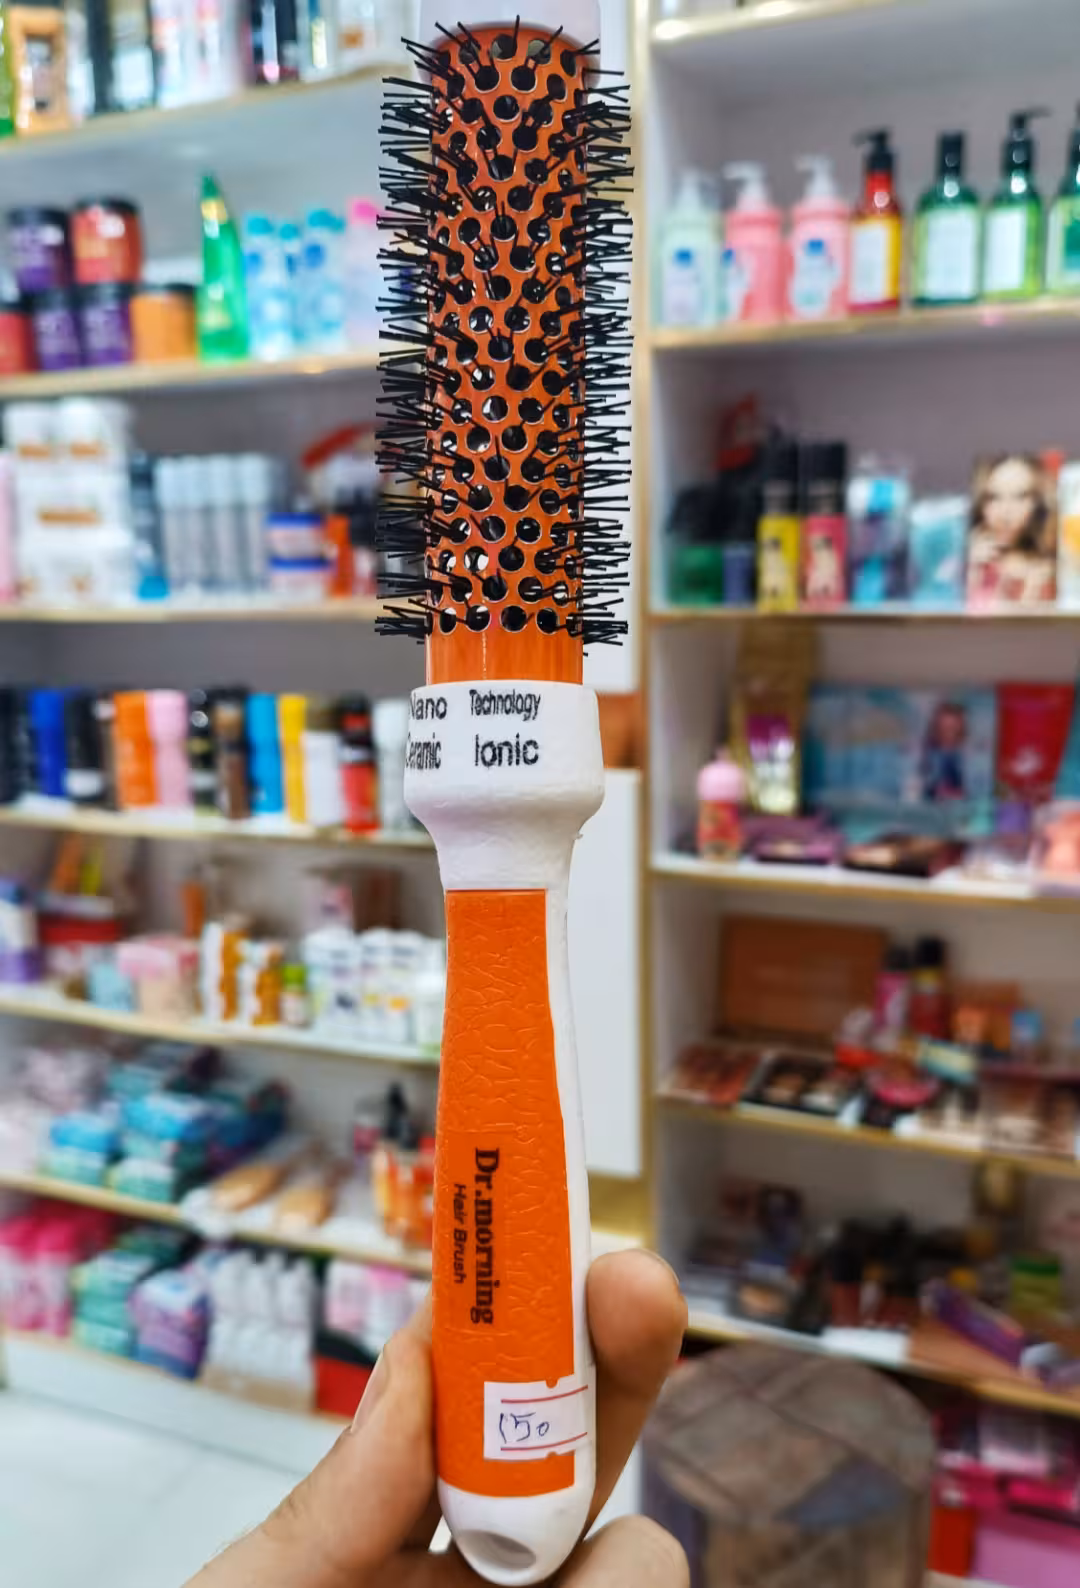 Nano Technology
Ceramic Ionic
Dr.morning
Hair Brush
150